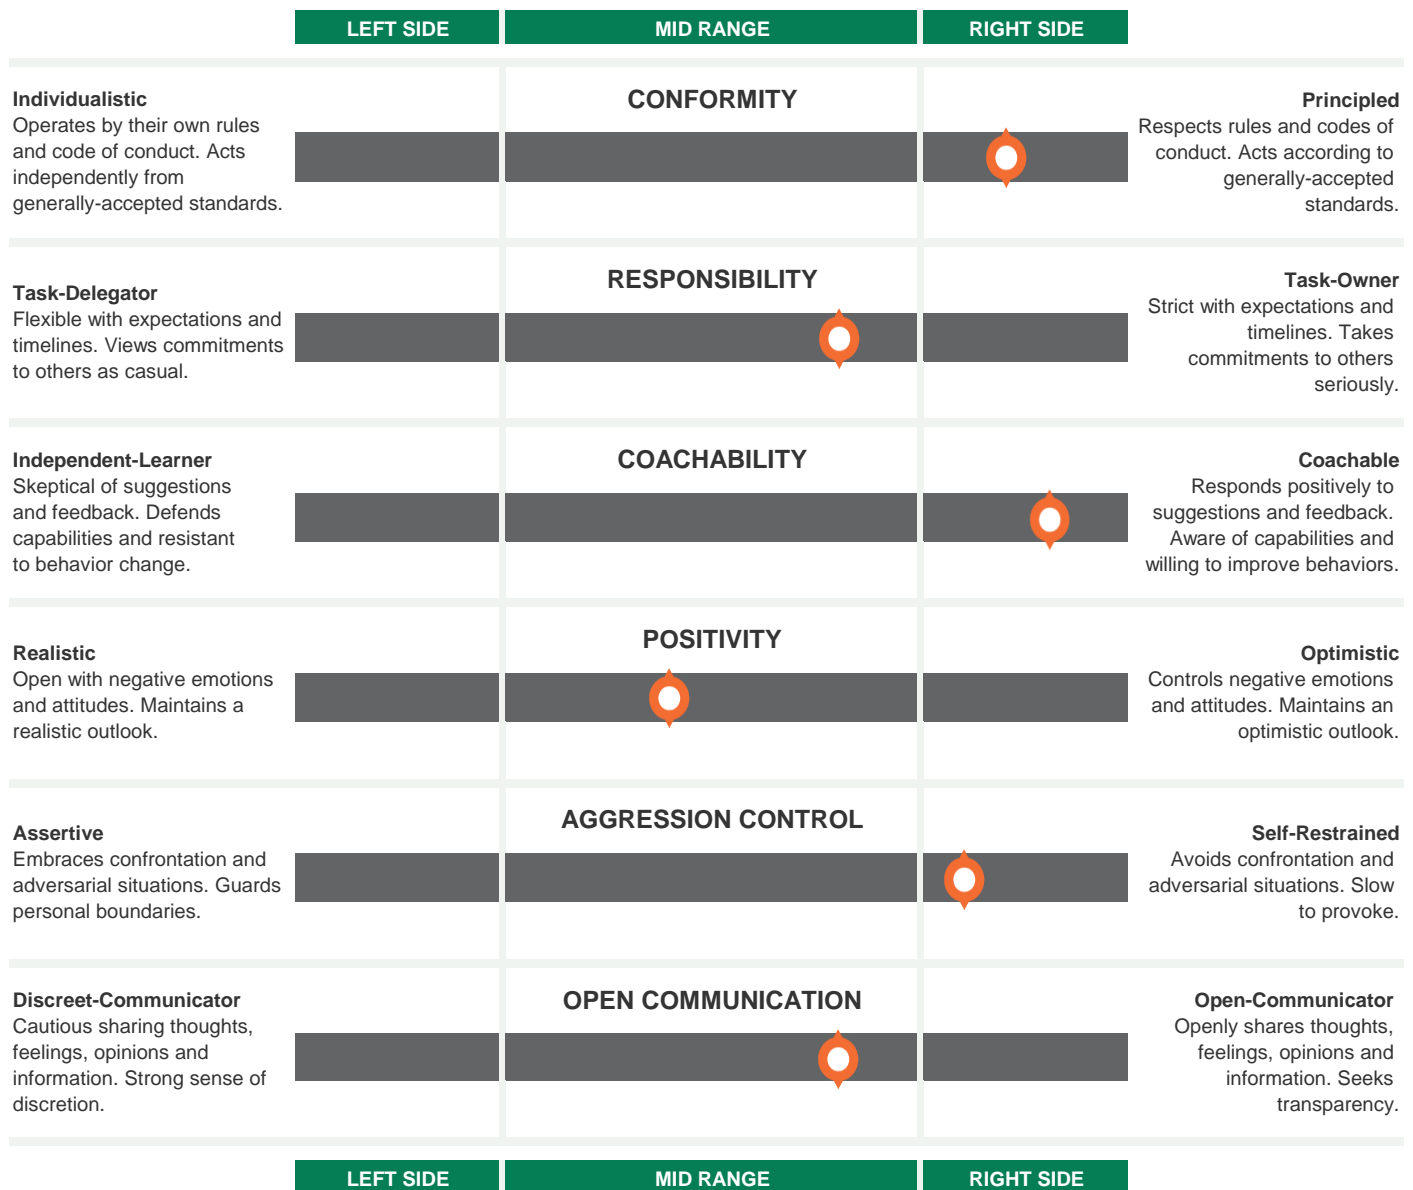 LEFT SIDE
MID RANGE
RIGHT SIDE
CONFORMITY
Individualistic
Operates by their own rules
and code of conduct. Acts
independently from
generally-accepted standards.
Principled
Respects rules and codes of
conduct. Acts according to
generally-accepted
standards.
RESPONSIBILITY
Task-Delegator
Flexible with expectations and
timelines. Views commitments
to others as casual.
Task-Owner
Strict with expectations and
timelines. Takes
commitments to others
seriously.
COACHABILITY
Independent-Learner
Skeptical of suggestions
and feedback. Defends
capabilities and resistant
to behavior change.
Coachable
Responds positively to
suggestions and feedback.
Aware of capabilities and
willing to improve behaviors.
POSITIVITY
Realistic
Open with negative emotions
and attitudes. Maintains a
realistic outlook.
Optimistic
Controls negative emotions
and attitudes. Maintains an
optimistic outlook.
AGGRESSION CONTROL
Assertive
Embraces confrontation and
adversarial situations. Guards
personal boundaries.
Self-Restrained
Avoids confrontation and
adversarial situations. Slow
to provoke.
OPEN COMMUNICATION
Discreet-Communicator
Cautious sharing thoughts,
feelings, opinions and
information. Strong sense of
discretion.
Open-Communicator
Openly shares thoughts,
feelings, opinions and
information. Seeks
transparency.
LEFT SIDE
MID RANGE
RIGHT SIDE